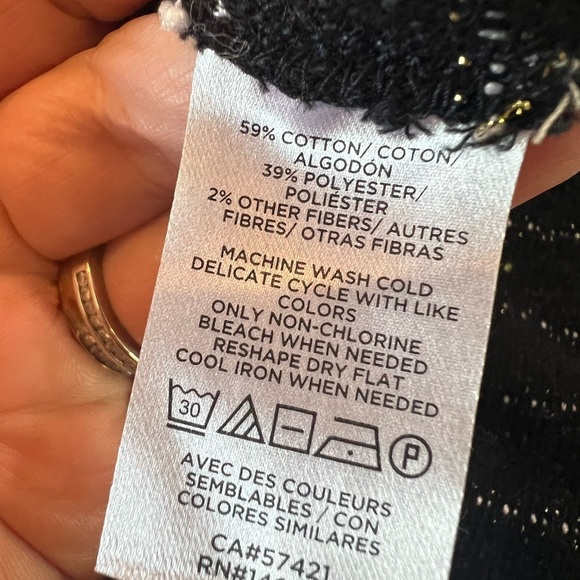 59% COTTON/ COTON/
ALGODÓN
39% POLYESTER/
POLIÉSTER
2% OTHER FIBERS/ AUTRES
FIBRES/ OTRAS FIBRAS
MACHINE WASH COLD
DELICATE CYCLE WITH LIKE
COLORS
ONLY NON-CHLORINE
BLEACH WHEN NEEDED
RESHAPE DRY FLAT
COOL IRON WHEN NEEDED
30 P
AVEC DES COULEURS
SEMBLABLES / CON
COLORES SIMILARES
CA#57421